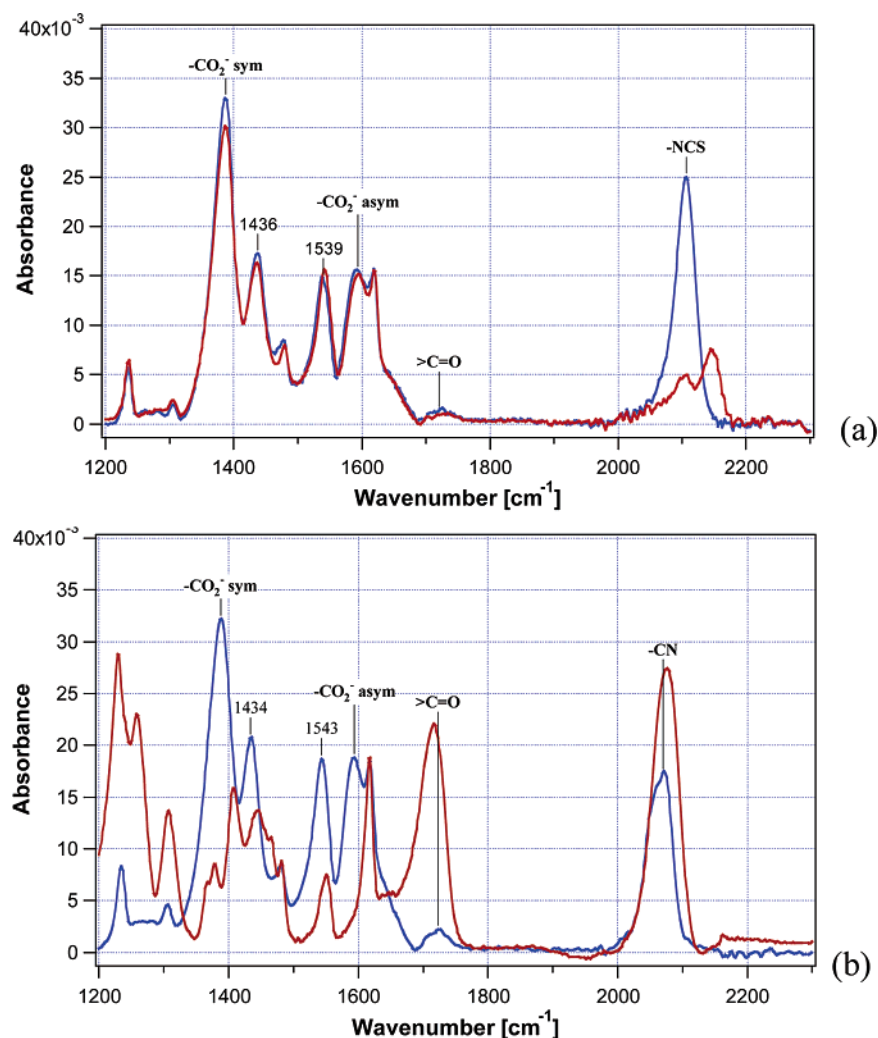 40x10⁻³
35
30
25
20
15
10
5
0
Absorbance
-CO₂⁻ sym
1436
1539
-CO₂⁻ asym
>C=O
-NCS
1200 1400 1600 1800 2000 2200
Wavenumber [cm⁻¹]
(a)
40x10⁻³
35
30
25
20
15
10
5
0
Absorbance
-CO₂⁻ sym
1434
1543
-CO₂⁻ asym
>C=O
-CN
1200 1400 1600 1800 2000 2200
Wavenumber [cm⁻¹]
(b)